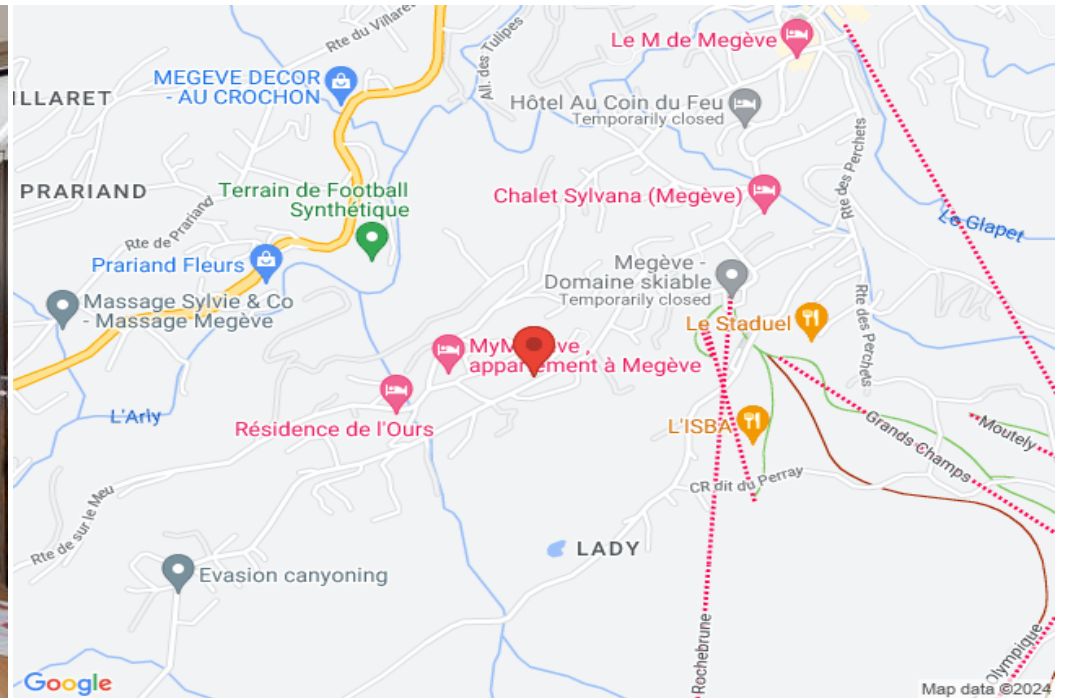 Rte du Villaret
All. des Tulipes
Le M de Megève
MEGEVE DECOR
- AU CROCHON
ILLARET
Hôtel Au Coin du Feu
Temporarily closed
Rte des Perchets
PRARIAND
Terrain de Football
Synthétique
Chalet Sylvana (Megève)
Le Glapet
Rte de Prariand
Prariand Fleurs
Megève -
Domaine skiable
Temporarily closed
Massage Sylvie & Co
- Massage Megève
Le Staduel
Rte des Perchets
appartement à Megève
L'Arly
Résidence de l'Ours
L'ISBA
Grands Champs
Moutely
CR dit du Perray
Rte de sur le Meu
LADY
Evasion canyoning
Rochebrune
Olympique
Google
Map data ©2024